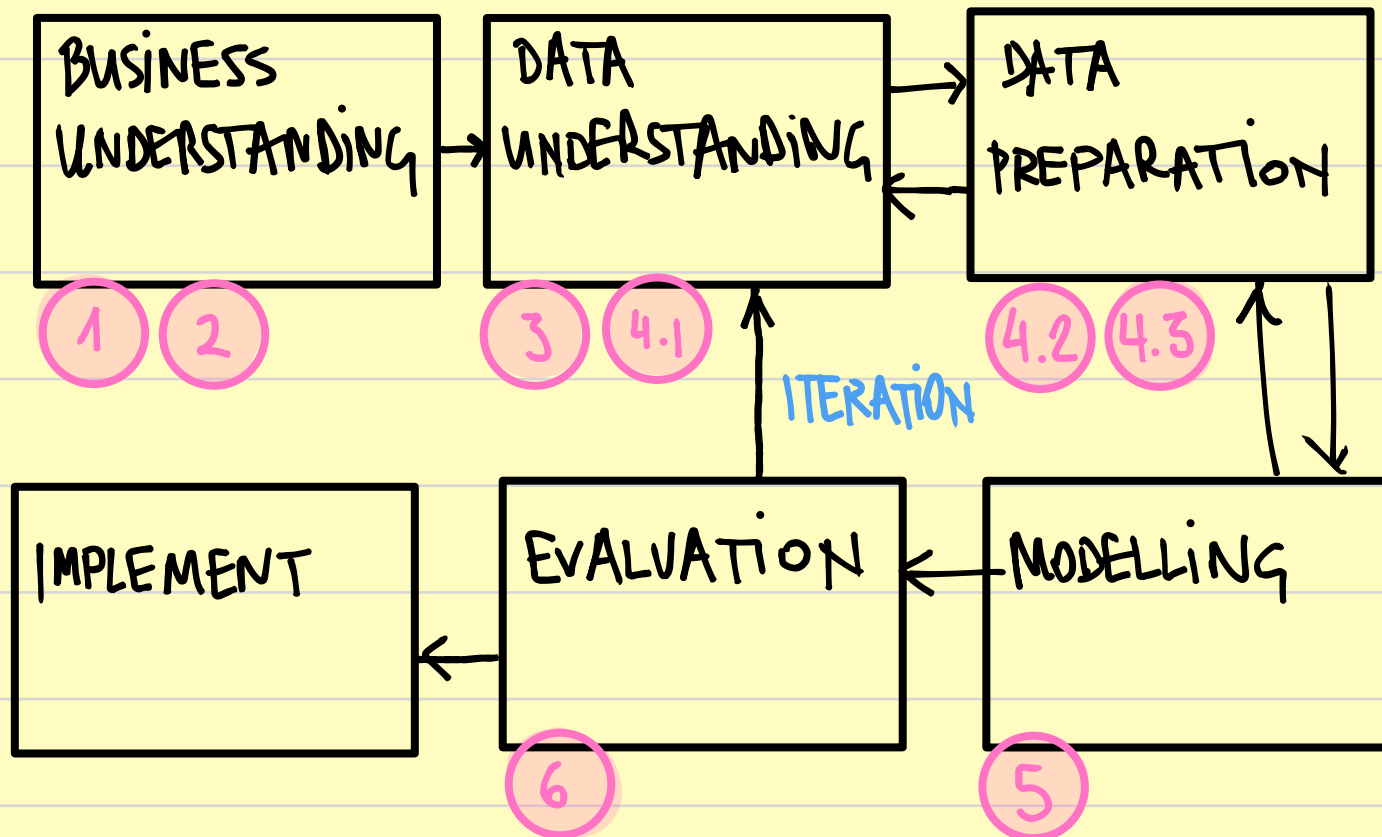 BUSINESS
UNDERSTANDING
DATA
UNDERSTANDING
DATA
PREPARATION
1 2
3 4.1
4.2 4.3
ITERATION
IMPLEMENT
EVALUATION
MODELLING
6
5